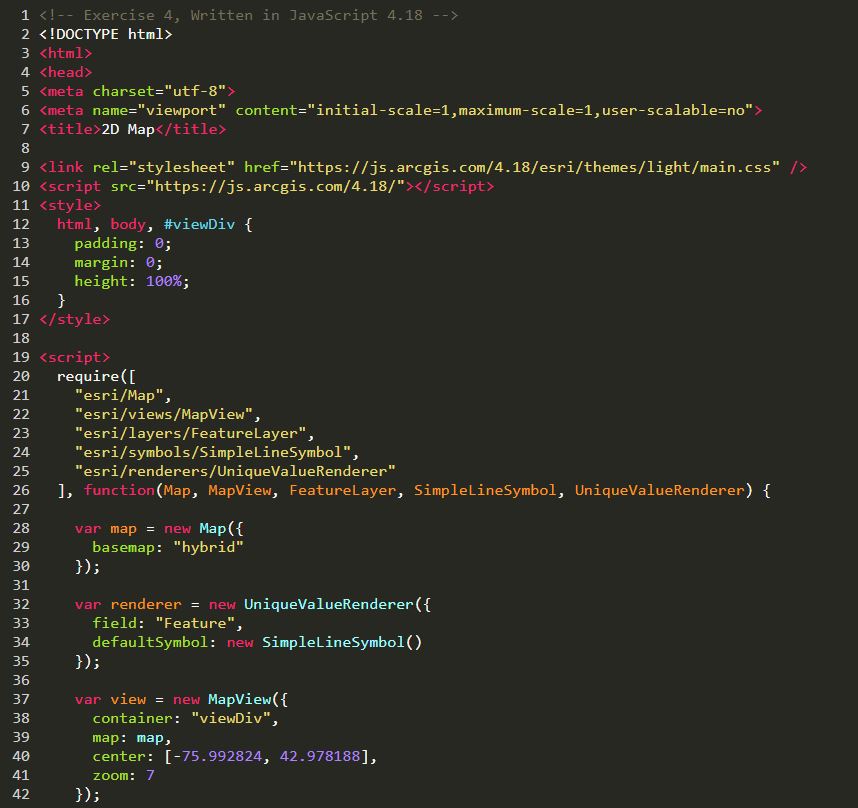 1 <!-- Exercise 4, Written in JavaScript 4.18 -->
2 <!DOCTYPE html>
3 <html>
4 <head>
5 <meta charset="utf-8">
6 <meta name="viewport" content="initial-scale=1,maximum-scale=1,user-scalable=no">
7 <title>2D Map</title>
8
9 <link rel="stylesheet" href="https://js.arcgis.com/4.18/esri/themes/light/main.css" />
10 <script src="https://js.arcgis.com/4.18/"></script>
11 <style>
12   html, body, #viewDiv {
13     padding: 0;
14     margin: 0;
15     height: 100%;
16   }
17 </style>
18
19 <script>
20   require([
21     "esri/Map",
22     "esri/views/MapView",
23     "esri/layers/FeatureLayer",
24     "esri/symbols/SimpleLineSymbol",
25     "esri/renderers/UniqueValueRenderer"
26   ], function(Map, MapView, FeatureLayer, SimpleLineSymbol, UniqueValueRenderer) {
27
28     var map = new Map({
29       basemap: "hybrid"
30     });
31
32     var renderer = new UniqueValueRenderer({
33       field: "Feature",
34       defaultSymbol: new SimpleLineSymbol()
35     });
36
37     var view = new MapView({
38       container: "viewDiv",
39       map: map,
40       center: [-75.992824, 42.978188],
41       zoom: 7
42     });